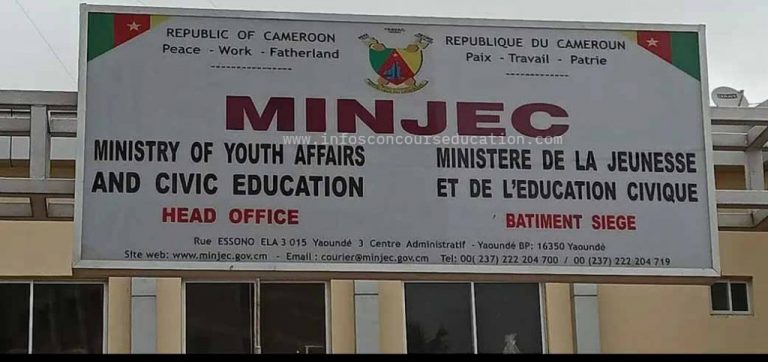 REPUBLIC OF CAMEROON
Peace - Work - Fatherland
REPUBLIQUE DU CAMEROUN
Paix - Travail - Patrie
MINJEC
www.infosconcourseducation.com
MINISTRY OF YOUTH AFFAIRS
AND CIVIC EDUCATION
HEAD OFFICE
MINISTERE DE LA JEUNESSE
ET DE L'EDUCATION CIVIQUE
BATIMENT SIEGE
Rue ESSONO ELA 3 015 Yaoundé 3 Centre Administratif - Yaoundé BP: 16350 Yaoundé
Site web: www.minjec.gov.cm - Email : courier@minjec.gov.cm Tel: 00( 237) 222 204 700 / 00 (237) 222 204 719